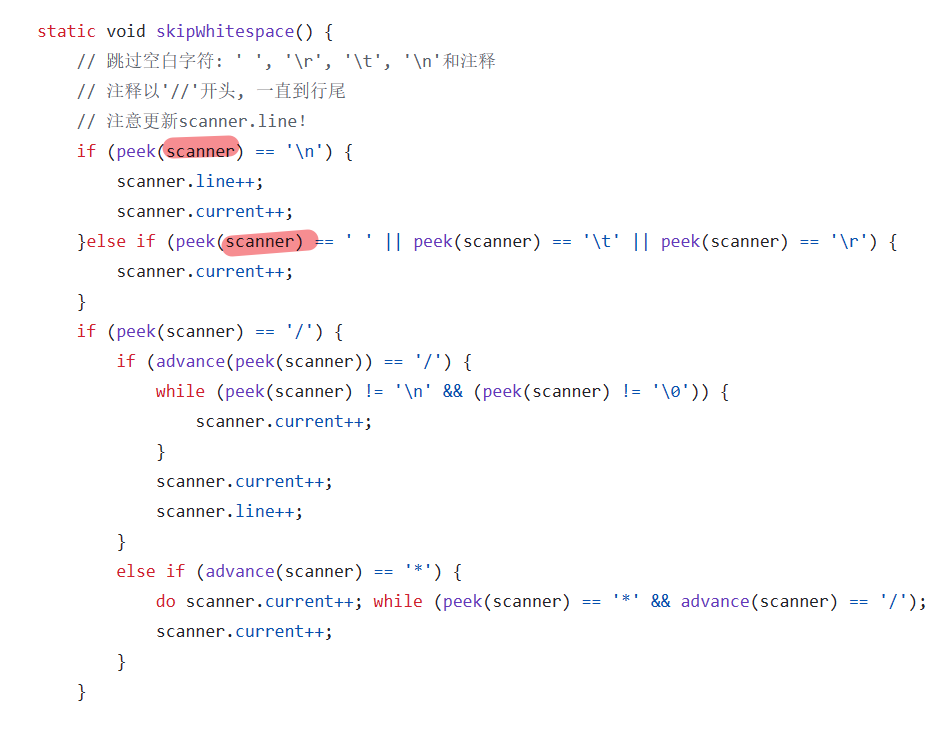 static void skipWhitespace() {
    // 跳过空白字符: ' ', '\r', '\t', '\n'和注释
    // 注释以'//'开头, 一直到行尾
    // 注意更新scanner.line!
    if (peek(scanner) == '\n') {
        scanner.line++;
        scanner.current++;
    }else if (peek(scanner) == ' ' || peek(scanner) == '\t' || peek(scanner) == '\r') {
        scanner.current++;
    }
    if (peek(scanner) == '/') {
        if (advance(peek(scanner)) == '/') {
            while (peek(scanner) != '\n' && (peek(scanner) != '\0')) {
                scanner.current++;
            }
            scanner.current++;
            scanner.line++;
        }
        else if (advance(scanner) == '*') {
            do scanner.current++; while (peek(scanner) == '*' && advance(scanner) == '/');
            scanner.current++;
        }
    }